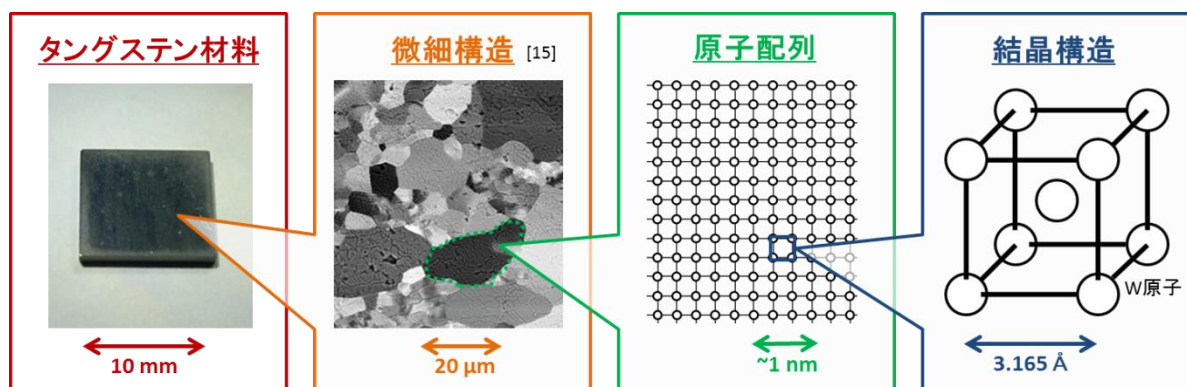 タングステン材料
10 mm
微細構造 [15]
20 μm
原子配列
~1 nm
結晶構造
W原子
3.165 Å